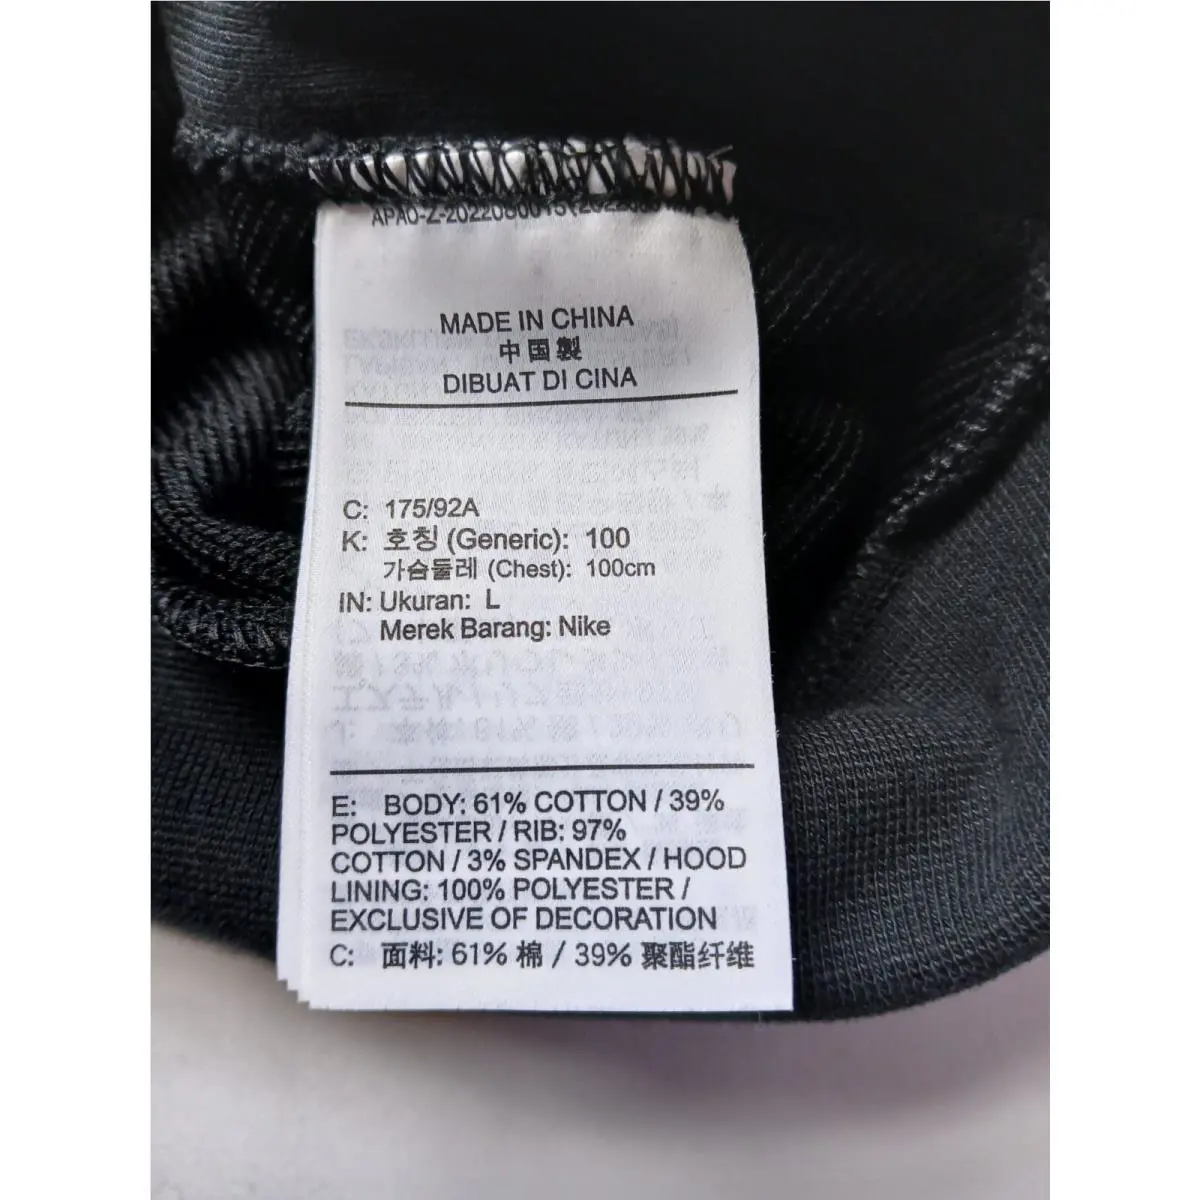 MADE IN CHINA
中国製
DIBUAT DI CINA
C: 175/92A
K: 호칭 (Generic): 100
가슴둘레 (Chest): 100cm
IN: Ukuran: L
Merek Barang: Nike
E: BODY: 61% COTTON / 39%
POLYESTER / RIB: 97%
COTTON / 3% SPANDEX / HOOD
LINING: 100% POLYESTER /
EXCLUSIVE OF DECORATION
C: 面料: 61% 棉 / 39% 聚酯纤维